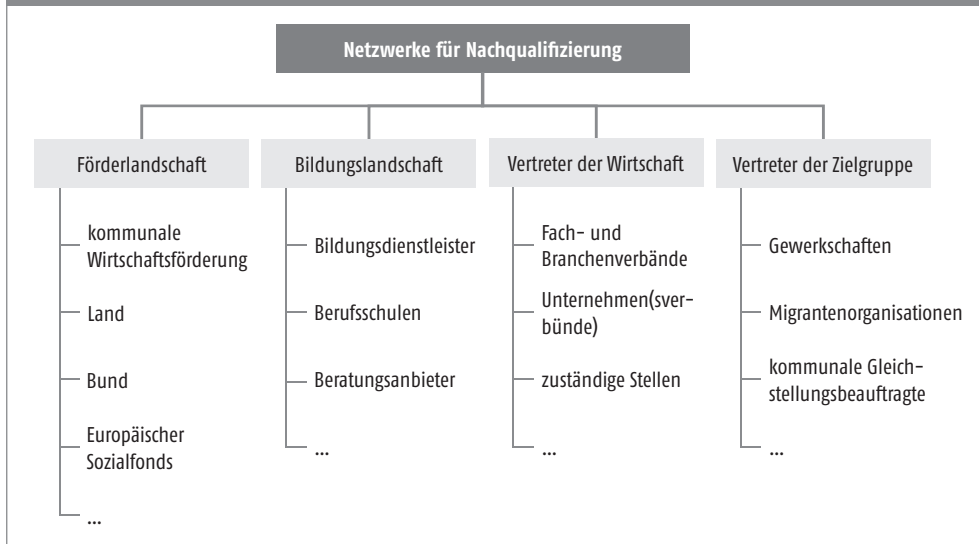 Netzwerke für Nachqualifizierung
Förderlandschaft
kommunale
Wirtschaftsförderung
Land
Bund
Europäischer
Sozialfonds
...
Bildungslandschaft
Bildungsdienstleister
Berufsschulen
Beratungsanbieter
...
Vertreter der Wirtschaft
Fach- und
Branchenverbände
Unternehmen(sver-
bünde)
zuständige Stellen
...
Vertreter der Zielgruppe
Gewerkschaften
Migrantenorganisationen
kommunale Gleich-
stellungsbeauftragte
...